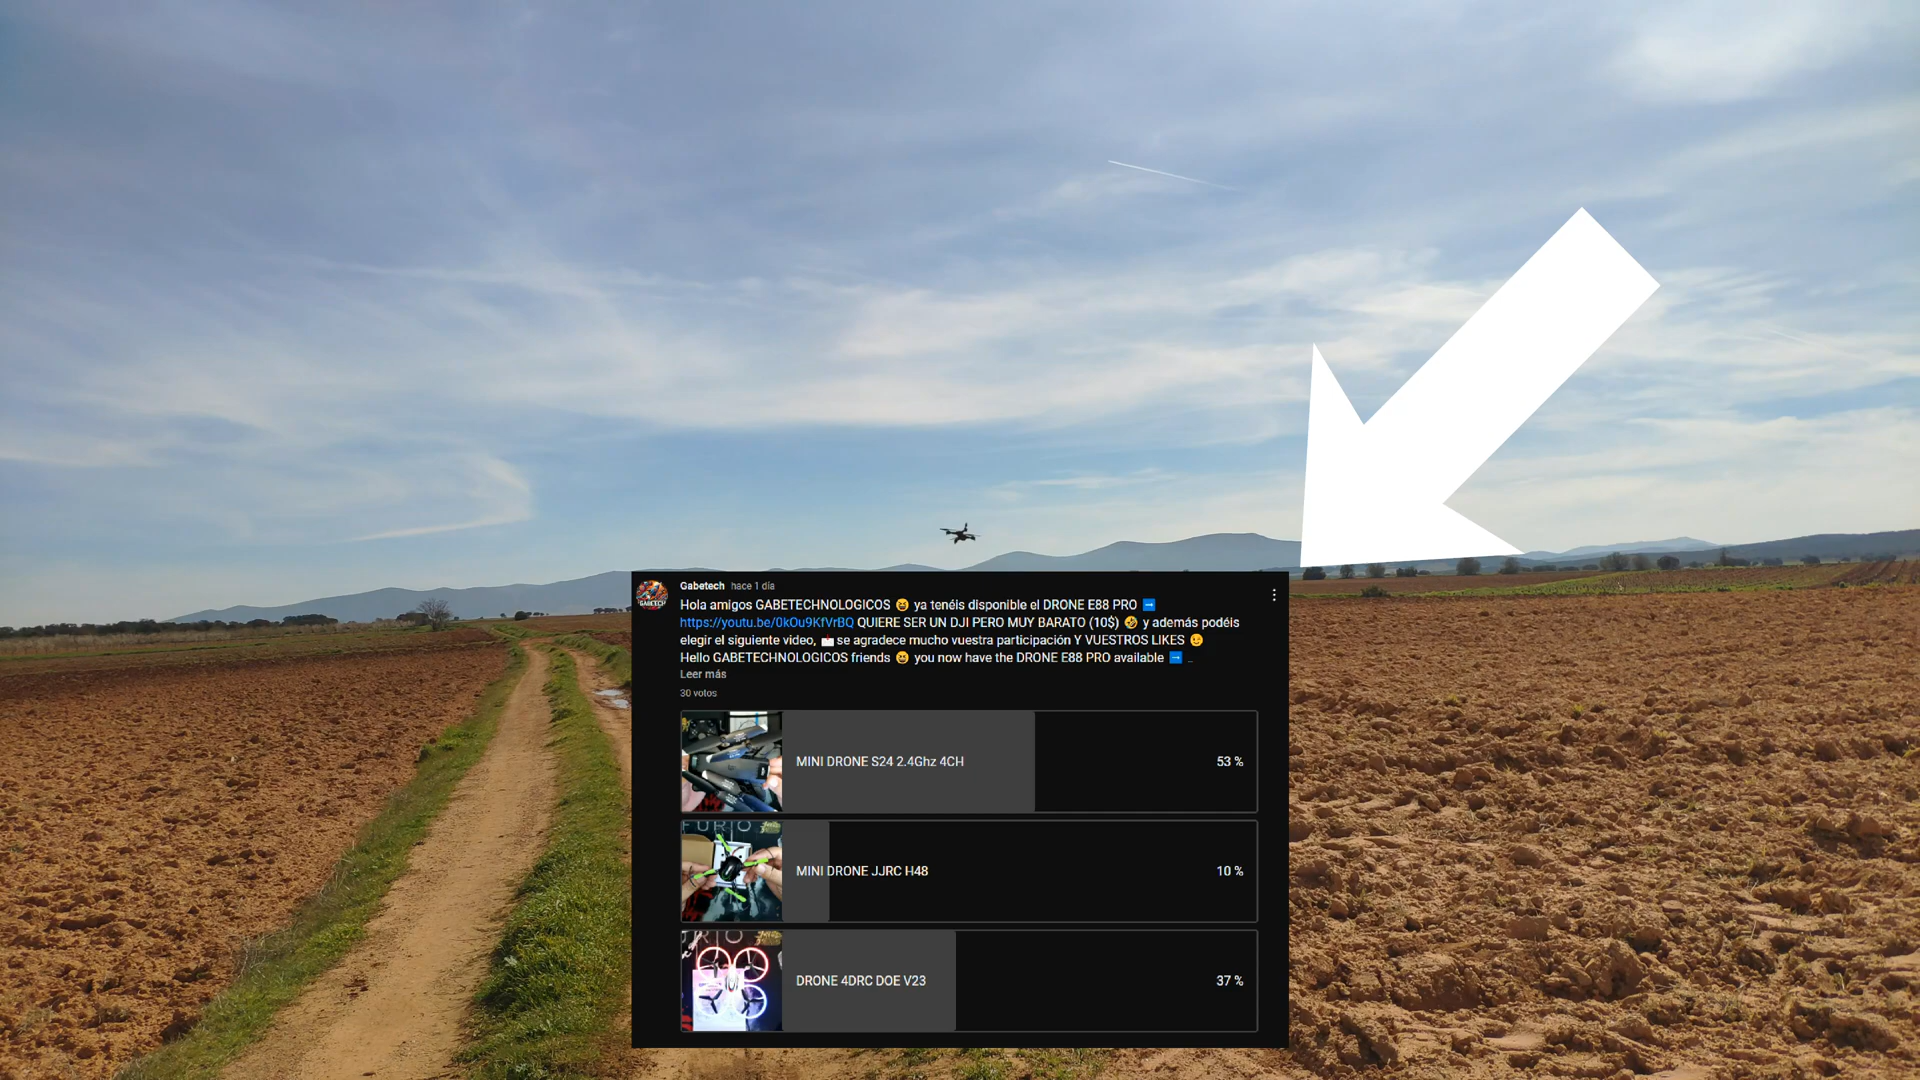 Gabetech hace 1 día
Hola amigos GABETECHNOLOGICOS 😆 ya tenéis disponible el DRONE E88 PRO ➡️
https://youtu.be/0kOu9KfVrBQ QUIERE SER UN DJI PERO MUY BARATO (10$) 🤣 y además podéis
elegir el siguiente video, 📩 se agradece mucho vuestra participación Y VUESTROS LIKES 😉
Hello GABETECHNOLOGICOS friends 😆 you now have the DRONE E88 PRO available ➡️ ...
Leer más
30 votos
MINI DRONE S24 2.4Ghz 4CH 53 %
MINI DRONE JJRC H48 10 %
DRONE 4DRC DOE V23 37 %